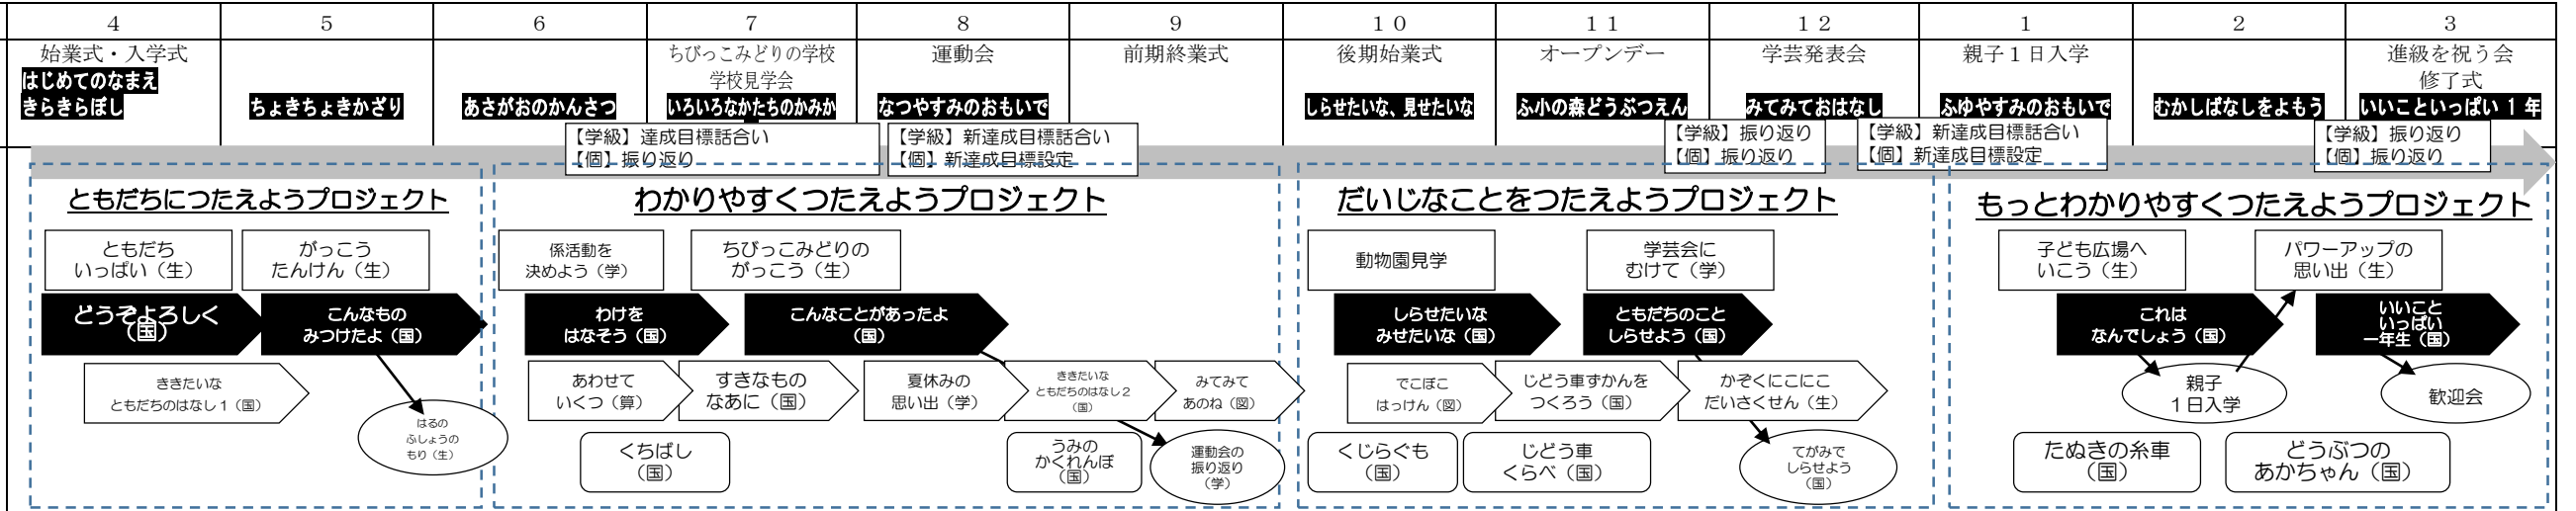 ４
５
６
７
８
９
１０
１１
１２
１
２
３
始業式・入学式
はじめてのなまえ
きらきらぼし
ちょきちょきかざり
あさがおのかんさつ
ちびっこみどりの学校
学校見学会
いろいろなかたちのかみか
運動会
なつやすみのおもいで
前期終業式
後期始業式
しらせたいな、見せたいな
オープンデー
ふ小の森どうぶつえん
学芸発表会
みてみておはなし
親子１日入学
ふゆやすみのおもいで
むかしばなしをよもう
進級を祝う会
修了式
いいこといっぱい 1 年
【学級】達成目標話合い
【個】振り返り
【学級】新達成目標話合い
【個】新達成目標設定
【学級】振り返り
【個】振り返り
【学級】新達成目標話合い
【個】新達成目標設定
【学級】振り返り
【個】振り返り
ともだちにつたえようプロジェクト
ともだち
いっぱい（生）
がっこう
たんけん（生）
どうぞよろしく
（国）
こんなもの
みつけたよ（国）
ききたいな
ともだちのはなし１（国）
はるの
ふしょうの
もり（生）
わかりやすくつたえようプロジェクト
係活動を
決めよう（学）
ちびっこみどりの
がっこう（生）
わけを
はなそう（国）
こんなことがあったよ
（国）
あわせて
いくつ（算）
すきなもの
なあに（国）
夏休みの
思い出（学）
ききたいな
ともだちのはなし２
（国）
みてみて
あのね（図）
くちばし
（国）
うみの
かくれんぼ
（国）
運動会の
振り返り
（学）
だいじなことをつたえようプロジェクト
動物園見学
学芸会に
むけて（学）
しらせたいな
みせたいな（国）
ともだちのこと
しらせよう（国）
でこぼこ
はっけん（図）
じどう車ずかんを
つくろう（国）
かぞくにこにこ
だいさくせん（生）
くじらぐも
（国）
じどう車
くらべ（国）
てがみで
しらせよう
（国）
もっとわかりやすくつたえようプロジェクト
子ども広場へ
いこう（生）
パワーアップの
思い出（生）
これは
なんでしょう（国）
いいこと
いっぱい
一年生（国）
親子
１日入学
歓迎会
たぬきの糸車
（国）
どうぶつの
あかちゃん（国）